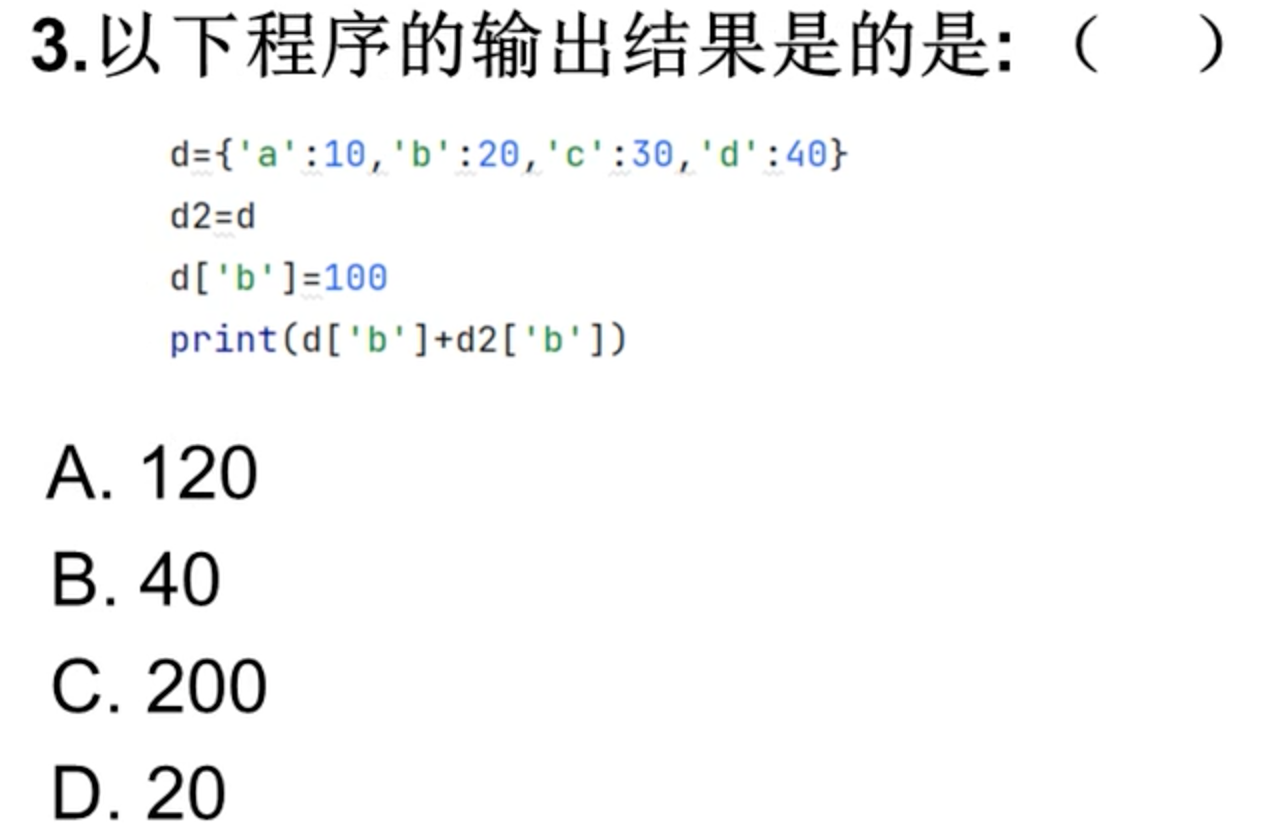 3.以下程序的输出结果是的是:（　）
d={'a':10,'b':20,'c':30,'d':40}
d2=d
d['b']=100
print(d['b']+d2['b'])
A. 120
B. 40
C. 200
D. 20